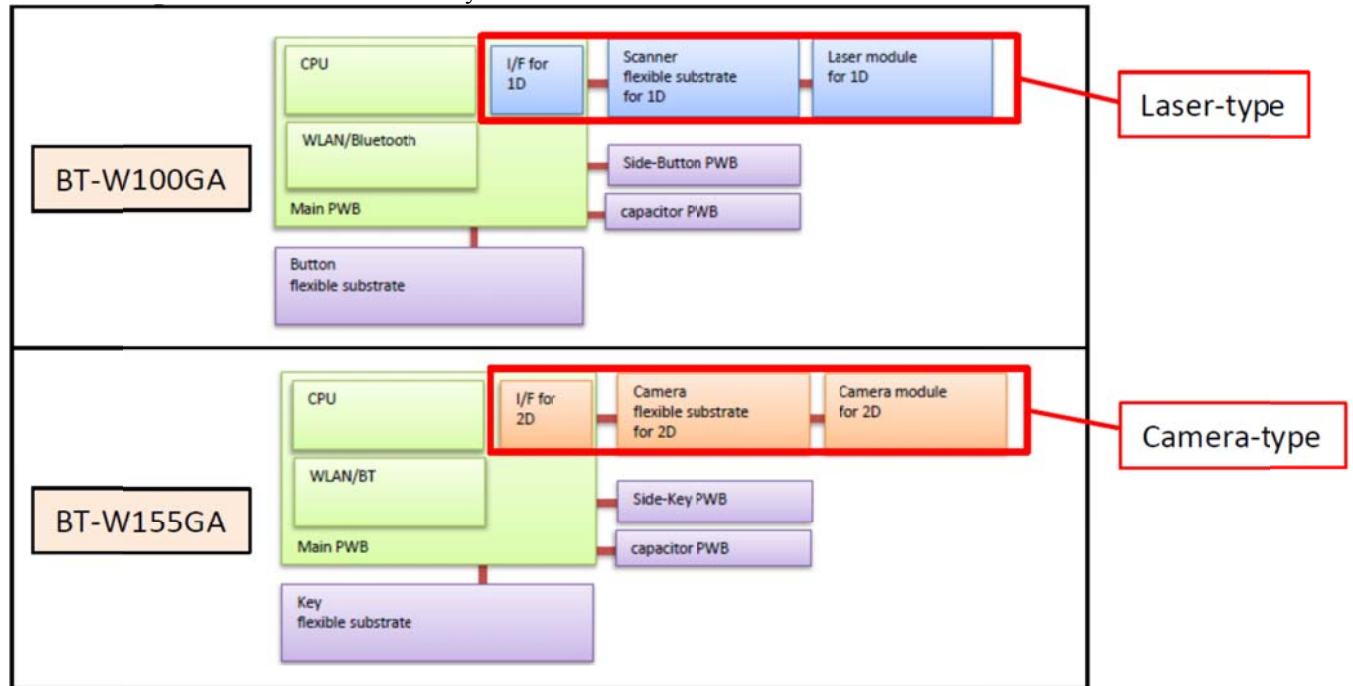 CPU
I/F for
1D
Scanner
flexible substrate
for 1D
Laser module
for 1D
Laser-type
WLAN/Bluetooth
BT-W100GA
Side-Button PWB
Main PWB
capacitor PWB
Button
flexible substrate
CPU
I/F for
2D
Camera
flexible substrate
for 2D
Camera module
for 2D
Camera-type
WLAN/BT
BT-W155GA
Side-Key PWB
Main PWB
capacitor PWB
Key
flexible substrate